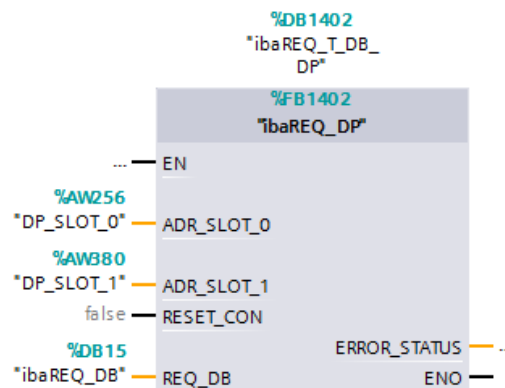 %DB1402
"ibaREQ_T_DB_
DP"
%FB1402
"ibaREQ_DP"
... EN
%AW256
"DP_SLOT_0" ADR_SLOT_0
%AW380
"DP_SLOT_1" ADR_SLOT_1
false RESET_CON
ERROR_STATUS ...
%DB15
"ibaREQ_DB" REQ_DB ENO